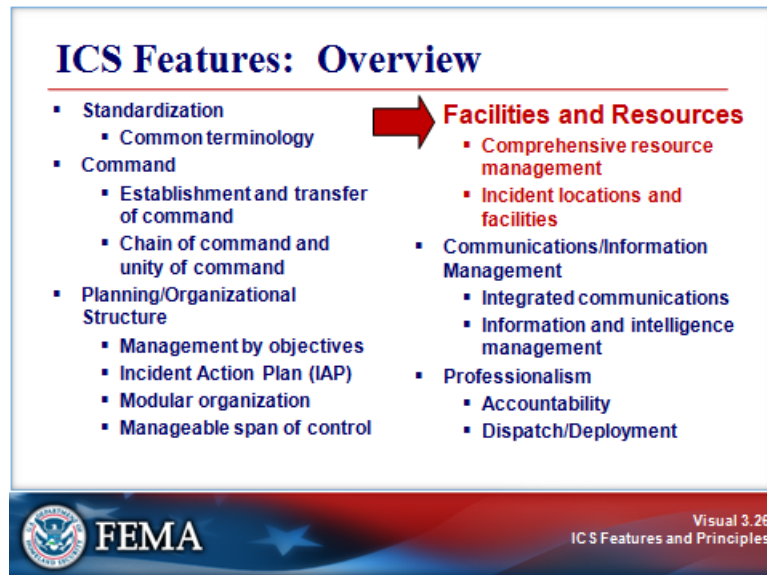 ICS Features: Overview
▪ Standardization
▪ Common terminology
▪ Command
▪ Establishment and transfer
of command
▪ Chain of command and
unity of command
▪ Planning/Organizational
Structure
▪ Management by objectives
▪ Incident Action Plan (IAP)
▪ Modular organization
▪ Manageable span of control
Facilities and Resources
▪ Comprehensive resource
management
▪ Incident locations and
facilities
▪ Communications/Information
Management
▪ Integrated communications
▪ Information and intelligence
management
▪ Professionalism
▪ Accountability
▪ Dispatch/Deployment
FEMA
Visual 3.26
ICS Features and Principles